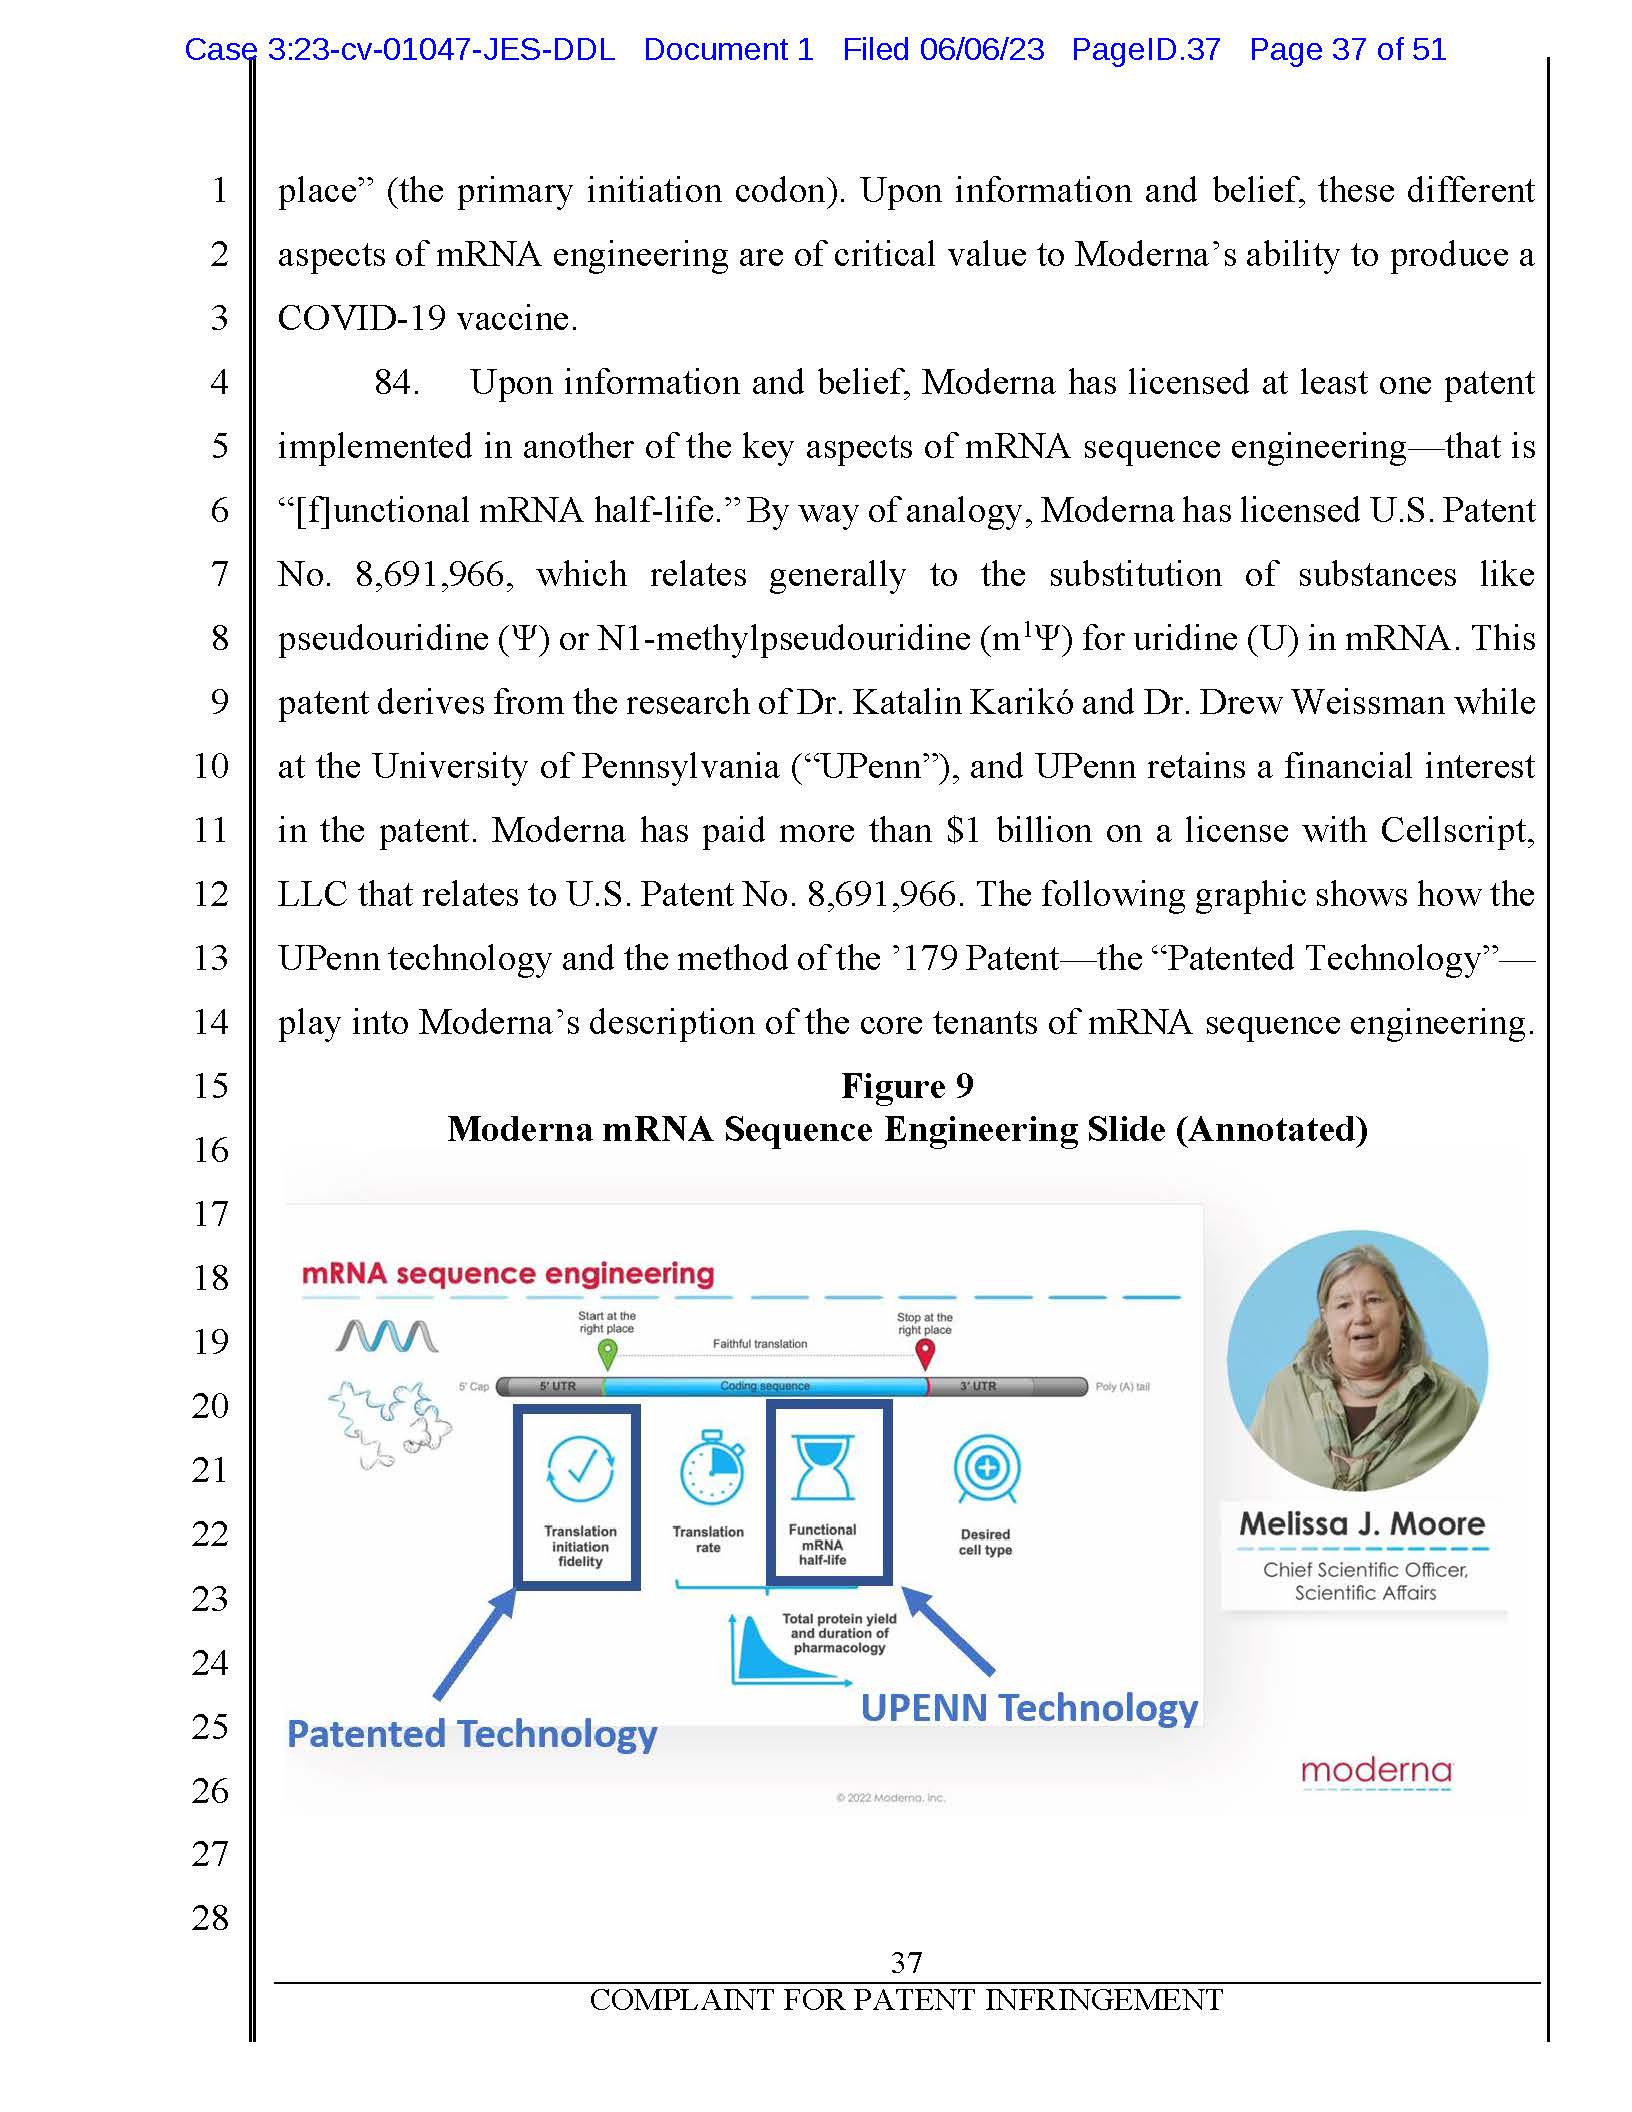 Case 3:23-cv-01047-JES-DDL Document 1 Filed 06/06/23 PageID.37 Page 37 of 51
1 place” (the primary initiation codon). Upon information and belief, these different
2 aspects of mRNA engineering are of critical value to Moderna’s ability to produce a
3 COVID-19 vaccine.
4 84. Upon information and belief, Moderna has licensed at least one patent
5 implemented in another of the key aspects of mRNA sequence engineering—that is
6 “[f]unctional mRNA half-life.” By way of analogy, Moderna has licensed U.S. Patent
7 No. 8,691,966, which relates generally to the substitution of substances like
8 pseudouridine (Ψ) or N1-methylpseudouridine (m¹Ψ) for uridine (U) in mRNA. This
9 patent derives from the research of Dr. Katalin Karikó and Dr. Drew Weissman while
10 at the University of Pennsylvania (“UPenn”), and UPenn retains a financial interest
11 in the patent. Moderna has paid more than $1 billion on a license with Cellscript,
12 LLC that relates to U.S. Patent No. 8,691,966. The following graphic shows how the
13 UPenn technology and the method of the ’179 Patent—the “Patented Technology”—
14 play into Moderna’s description of the core tenants of mRNA sequence engineering.
15 Figure 9
16 Moderna mRNA Sequence Engineering Slide (Annotated)
17
18 mRNA sequence engineering
19 Start at the
right place
Faithful translation
Stop at the
right place
20 5' Cap 5' UTR Coding sequence 3' UTR Poly (A) tail
21
22 Translation
initiation
fidelity
Translation
rate
Functional
mRNA
half-life
Desired
cell type
Melissa J. Moore
Chief Scientific Officer,
Scientific Affairs
23
24 Total protein yield
and duration of
pharmacology
25 Patented Technology
UPENN Technology
26 moderna
© 2022 Moderna, Inc.
27
28
37
COMPLAINT FOR PATENT INFRINGEMENT